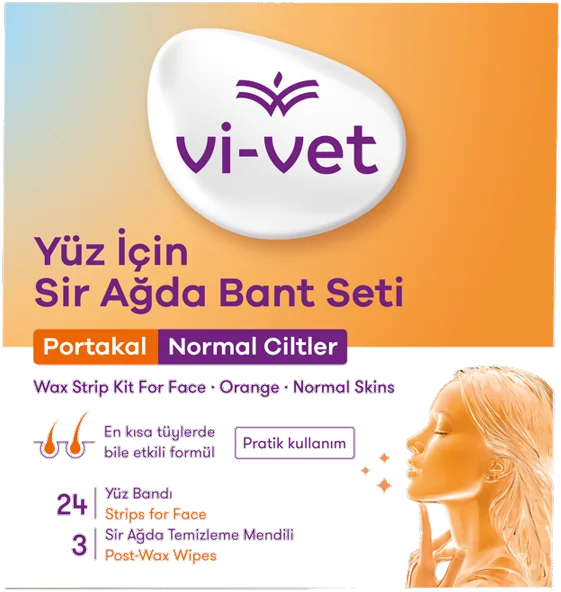 vi-vet
Yüz İçin
Sir Ağda Bant Seti
Portakal Normal Ciltler
Wax Strip Kit For Face · Orange · Normal Skins
En kısa tüylerde
bile etkili formül
Pratik kullanım
24 Yüz Bandı
Strips for Face
3 Sir Ağda Temizleme Mendili
Post-Wax Wipes